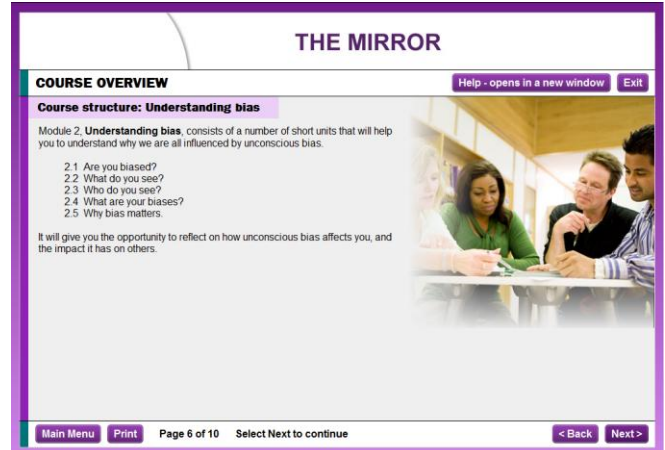 THE MIRROR
COURSE OVERVIEW
Help - opens in a new window
Exit
Course structure: Understanding bias
Module 2, Understanding bias, consists of a number of short units that will help
you to understand why we are all influenced by unconscious bias.
2.1 Are you biased?
2.2 What do you see?
2.3 Who do you see?
2.4 What are your biases?
2.5 Why bias matters.
It will give you the opportunity to reflect on how unconscious bias affects you, and
the impact it has on others.
Main Menu
Print
Page 6 of 10
Select Next to continue
< Back
Next >